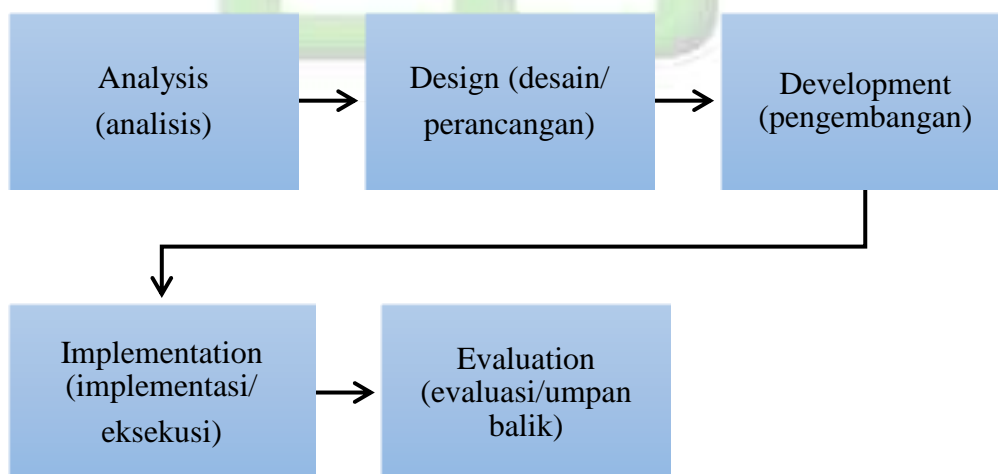 Analysis
(analisis)
Design (desain/
perancangan)
Development
(pengembangan)
Implementation
(implementasi/
eksekusi)
Evaluation
(evaluasi/umpan
balik)